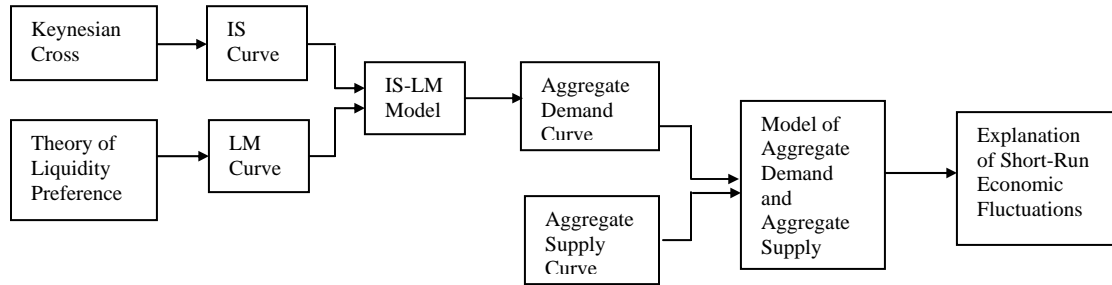 Keynesian
Cross
IS
Curve
Theory of
Liquidity
Preference
LM
Curve
IS-LM
Model
Aggregate
Demand
Curve
Aggregate
Supply
Curve
Model of
Aggregate
Demand
and
Aggregate
Supply
Explanation
of Short-Run
Economic
Fluctuations